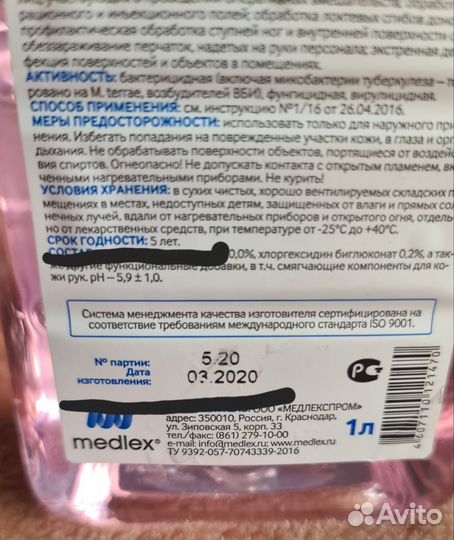 рационного и инъекционного полей; обработка локтевых сгибов дон
профилактическая обработка ступней ног и внутренней поверхности
обеззараживание перчаток, надетых на руки персонала; экстренная де
фекция поверхностей и объектов в помещениях.
АКТИВНОСТЬ: бактерицидная (включая микобактерии туберкулеза – те
ровано на M. terrae, возбудителей ВБИ), фунгицидная, вирулицидная.
СПОСОБ ПРИМЕНЕНИЯ: см. инструкцию №1/16 от 26.04.2016.
МЕРЫ ПРЕДОСТОРОЖНОСТИ: использовать только для наружного при
нения. Избегать попадания на поврежденные участки кожи, в глаза и орг
дыхания. Не обрабатывать поверхности объектов, портящиеся от воздей
вия спиртов. Огнеопасно! Не допускать контакта с открытым пламенем, вк
ченными нагревательными приборами. Не курить!
УСЛОВИЯ ХРАНЕНИЯ: в сухих чистых, хорошо вентилируемых складских п
мещениях в местах, недоступных детям, защищенных от влаги и прямых сол
нечных лучей, вдали от нагревательных приборов и открытого огня, отдель
но от лекарственных средств, при температуре от -25°C до +40°C.
СРОК ГОДНОСТИ: 5 лет.
0,0%, хлоргексидин биглюконат 0,2%, а так-
же другие функциональные добавки, в т.ч. смягчающие компоненты для ко-
жи рук. pH – 5,9 ± 1,0.
Система менеджмента качества изготовителя сертифицирована на
соответствие требованиям международного стандарта ISO 9001.
№ партии: 5.20
Дата
изготовления: 03.2020
ООО «МЕДЛЕКСПРОМ»
адрес: 350010, Россия, г. Краснодар,
ул. Зиповская 5, корп. 33
тел./факс: (861) 279-10-00
e-mail: info@medlex.ru; www.medlex.ru
ТУ 9392-057-70743339-2016
medlex®
1л
4607110121470
Avito